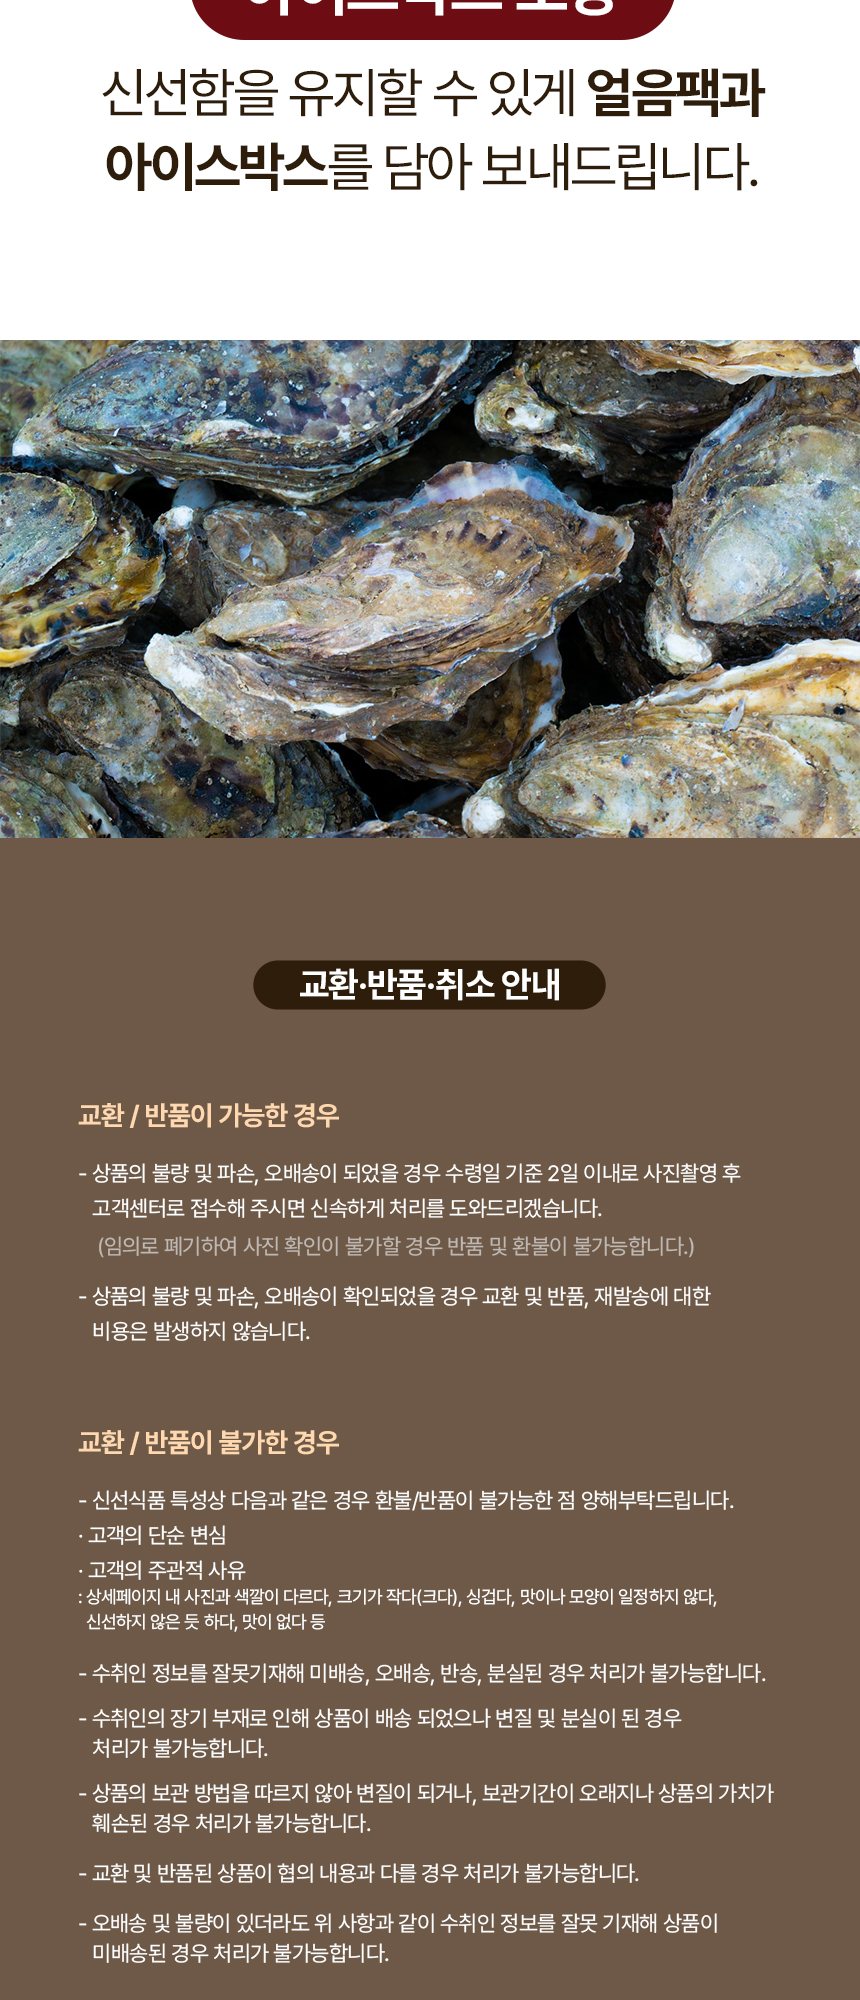 아이스박스 포장
신선함을 유지할 수 있게 얼음팩과
아이스박스를 담아 보내드립니다.
교환·반품·취소 안내
교환 / 반품이 가능한 경우
- 상품의 불량 및 파손, 오배송이 되었을 경우 수령일 기준 2일 이내로 사진촬영 후
고객센터로 접수해 주시면 신속하게 처리를 도와드리겠습니다.
(임의로 폐기하여 사진 확인이 불가할 경우 반품 및 환불이 불가능합니다.)
- 상품의 불량 및 파손, 오배송이 확인되었을 경우 교환 및 반품, 재발송에 대한
비용은 발생하지 않습니다.
교환 / 반품이 불가한 경우
- 신선식품 특성상 다음과 같은 경우 환불/반품이 불가능한 점 양해부탁드립니다.
· 고객의 단순 변심
· 고객의 주관적 사유
: 상세페이지 내 사진과 색깔이 다르다, 크기가 작다(크다), 싱겁다, 맛이나 모양이 일정하지 않다,
신선하지 않은 듯 하다, 맛이 없다 등
- 수취인 정보를 잘못기재해 미배송, 오배송, 반송, 분실된 경우 처리가 불가능합니다.
- 수취인의 장기 부재로 인해 상품이 배송 되었으나 변질 및 분실이 된 경우
처리가 불가능합니다.
- 상품의 보관 방법을 따르지 않아 변질이 되거나, 보관기간이 오래지나 상품의 가치가
훼손된 경우 처리가 불가능합니다.
- 교환 및 반품된 상품이 협의 내용과 다를 경우 처리가 불가능합니다.
- 오배송 및 불량이 있더라도 위 사항과 같이 수취인 정보를 잘못 기재해 상품이
미배송된 경우 처리가 불가능합니다.